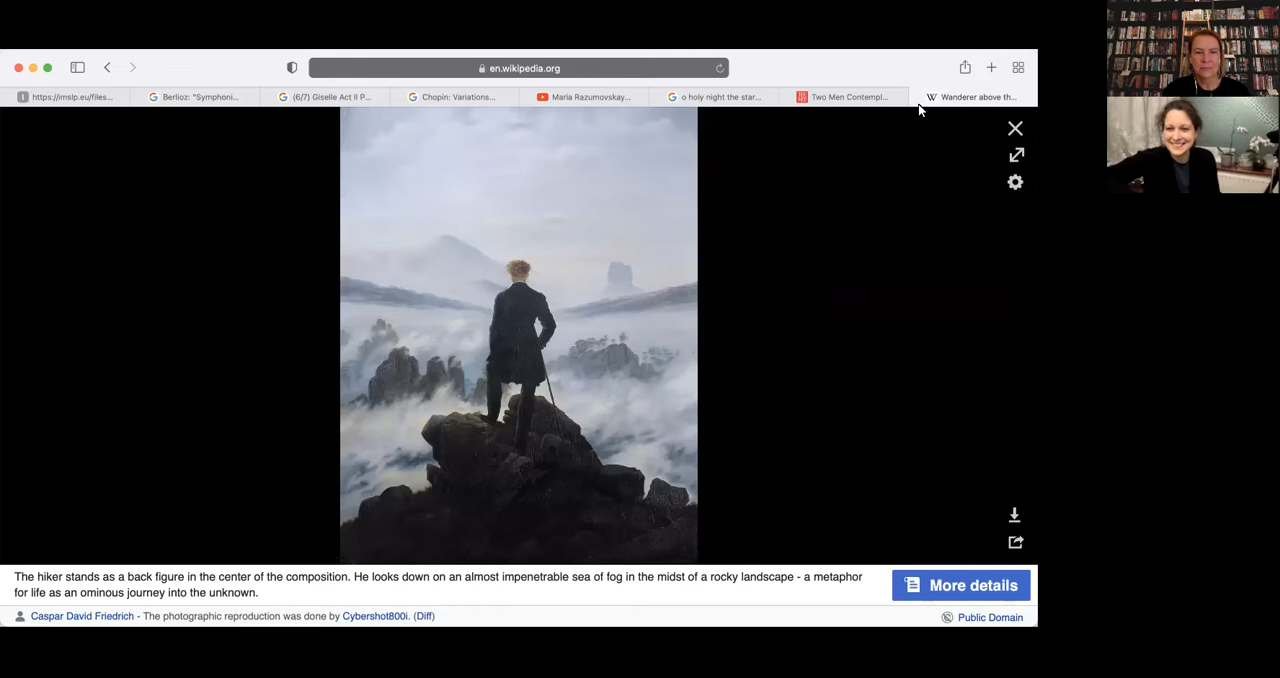 en.wikipedia.org
https://imslp.eu/files...
Berlioz: "Symphoni...
(6/7) Giselle Act II P...
Chopin: Variations...
Maria Razumovskay...
o holy night the star...
Two Men Contempl...
Wanderer above th...
The hiker stands as a back figure in the center of the composition. He looks down on an almost impenetrable sea of fog in the midst of a rocky landscape - a metaphor
for life as an ominous journey into the unknown.
More details
Caspar David Friedrich - The photographic reproduction was done by Cybershot800i. (Diff)
Public Domain